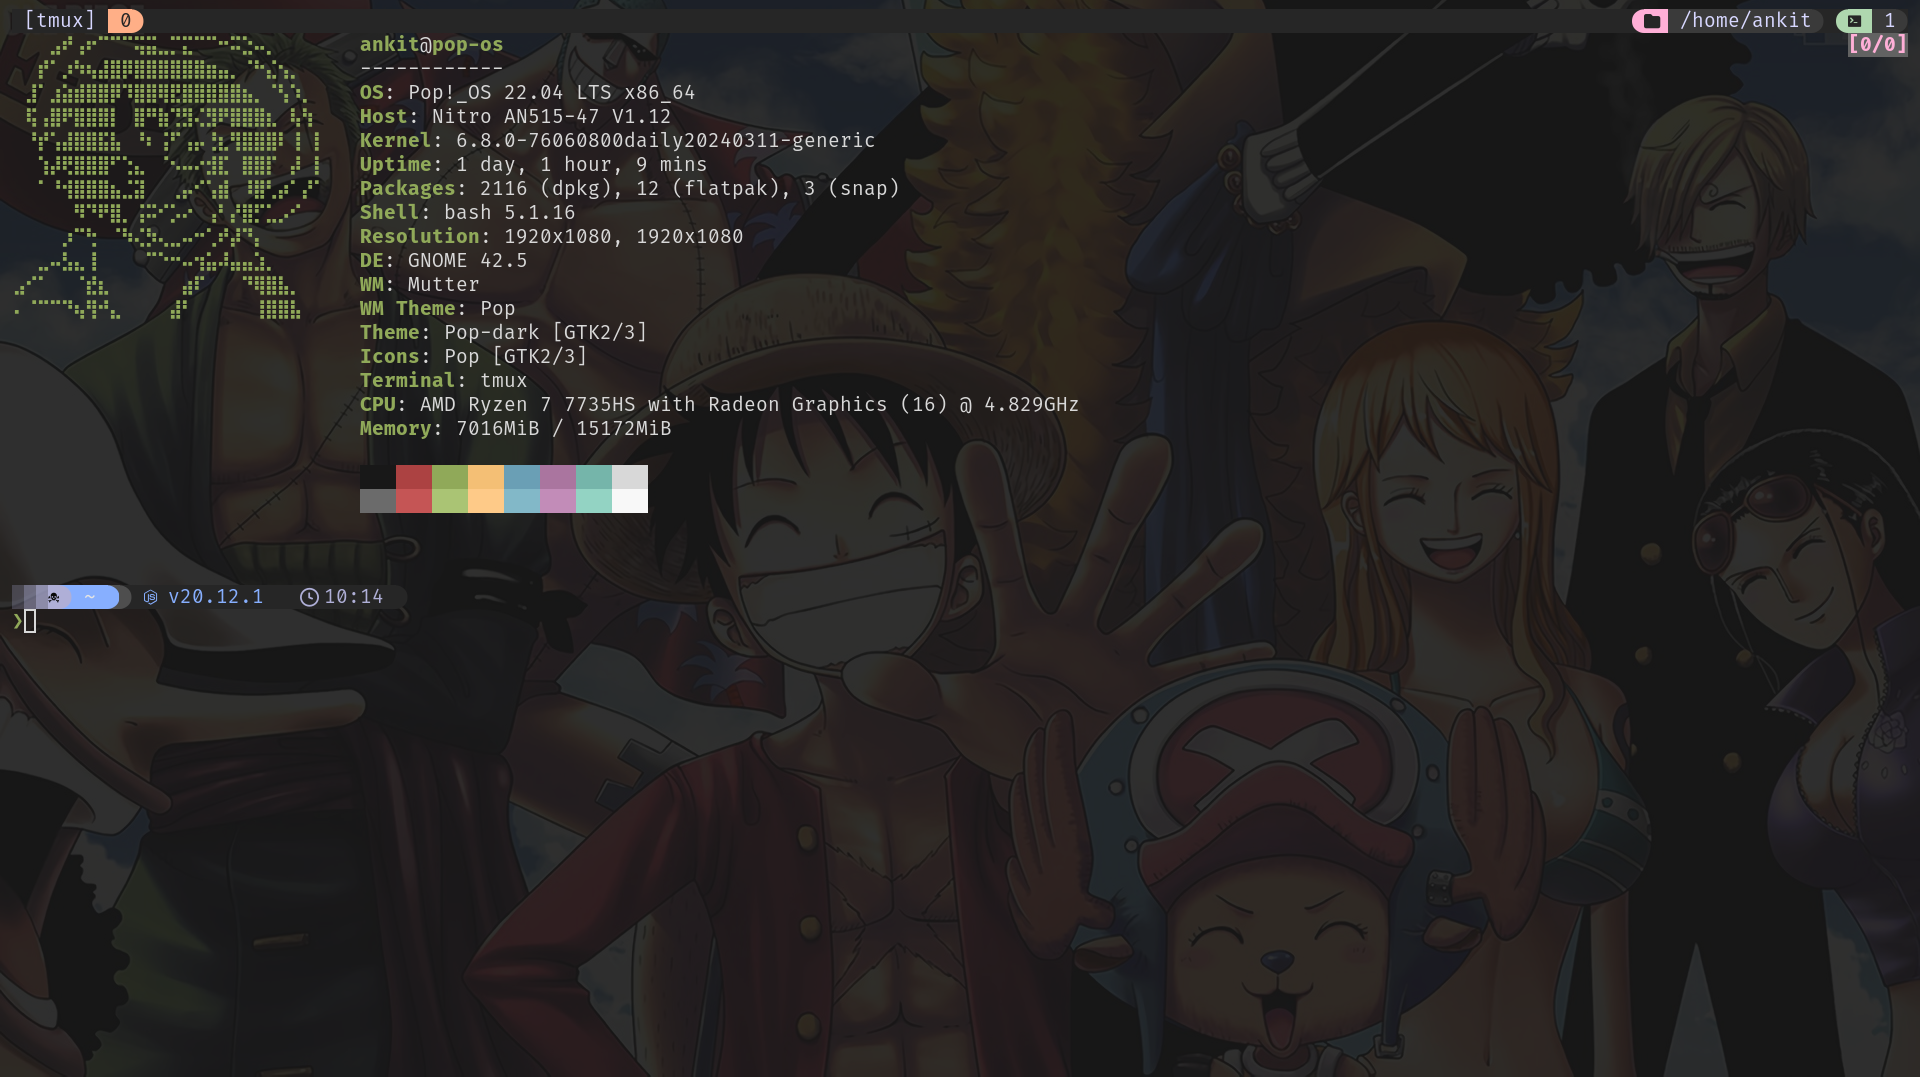 [tmux] 0 /home/ankit 1
[0/0]
ankit@pop-os
------------
OS: Pop!_OS 22.04 LTS x86_64
Host: Nitro AN515-47 V1.12
Kernel: 6.8.0-76060800daily20240311-generic
Uptime: 1 day, 1 hour, 9 mins
Packages: 2116 (dpkg), 12 (flatpak), 3 (snap)
Shell: bash 5.1.16
Resolution: 1920x1080, 1920x1080
DE: GNOME 42.5
WM: Mutter
WM Theme: Pop
Theme: Pop-dark [GTK2/3]
Icons: Pop [GTK2/3]
Terminal: tmux
CPU: AMD Ryzen 7 7735HS with Radeon Graphics (16) @ 4.829GHz
Memory: 7016MiB / 15172MiB
~ v20.12.1 10:14
❯